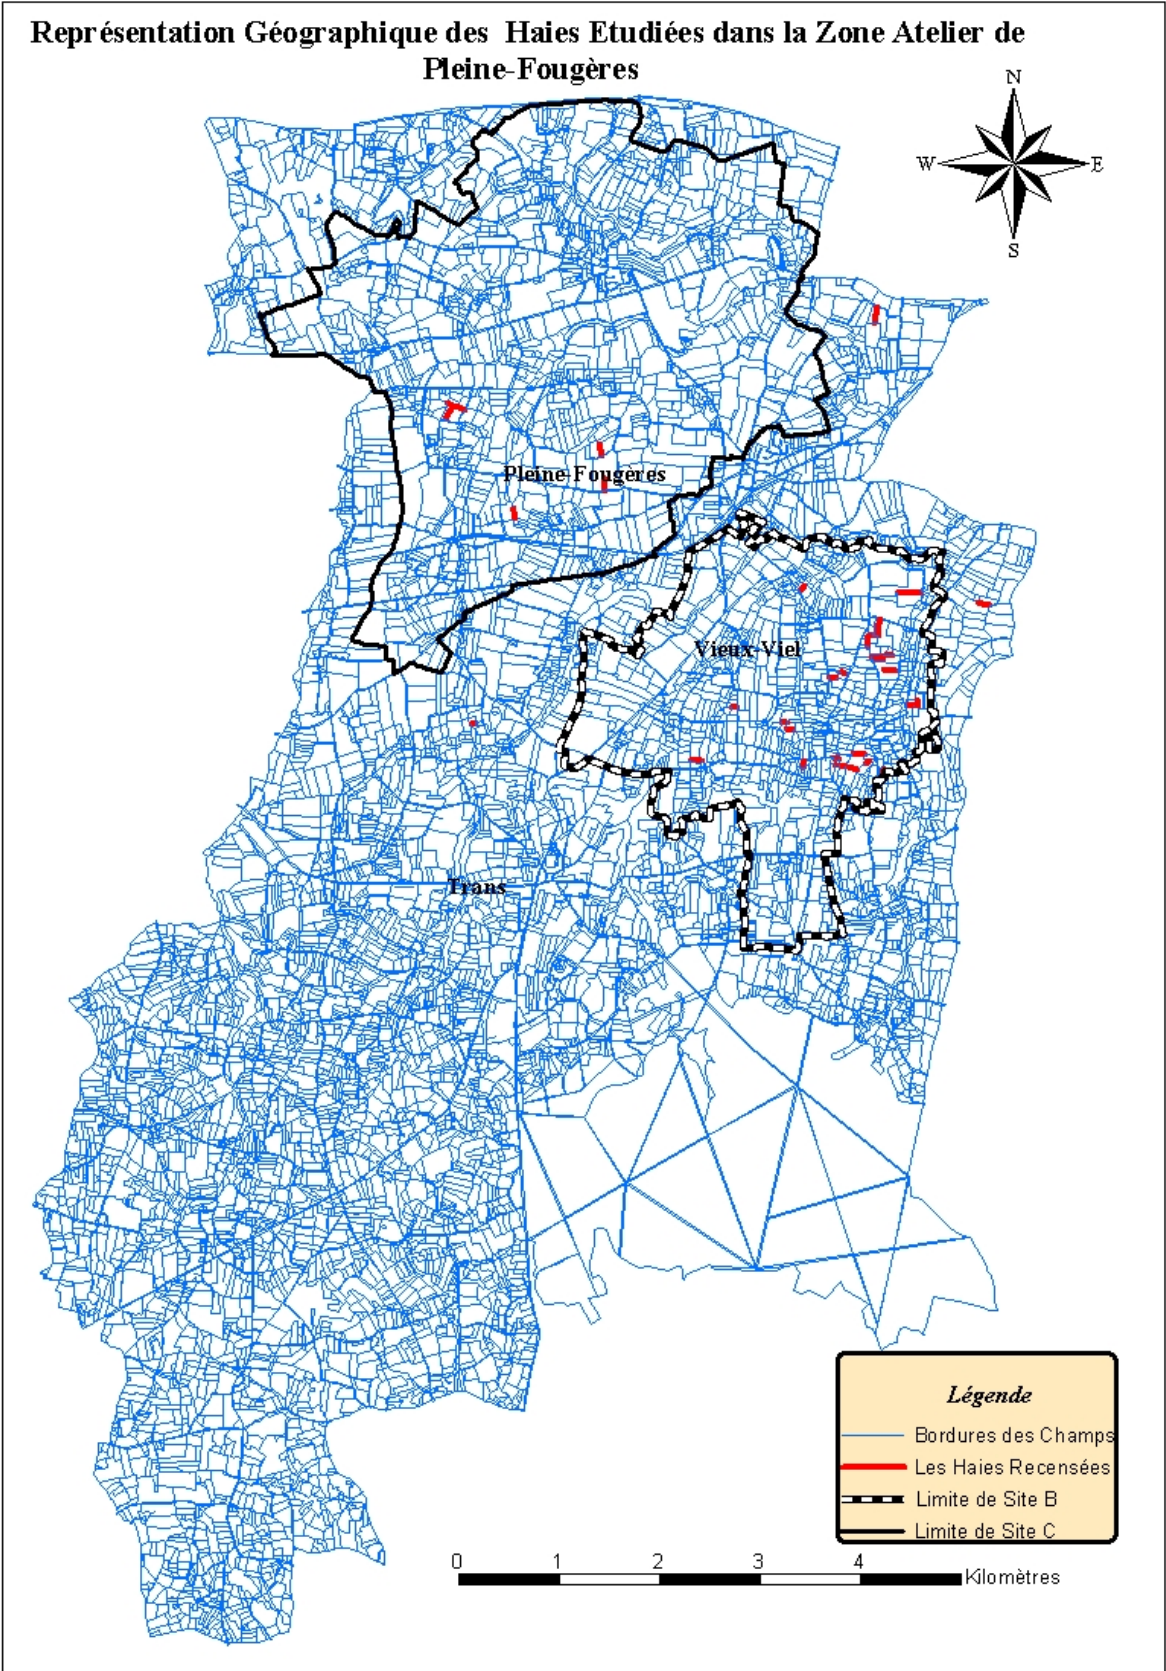 Représentation Géographique des Haies Etudiées dans la Zone Atelier de
Pleine-Fougères
N
W
E
S
Pleine-Fougères
Vieux-Viel
Trans
Légende
Bordures des Champs
Les Haies Recensées
Limite de Site B
Limite de Site C
0 1 2 3 4
Kilomètres